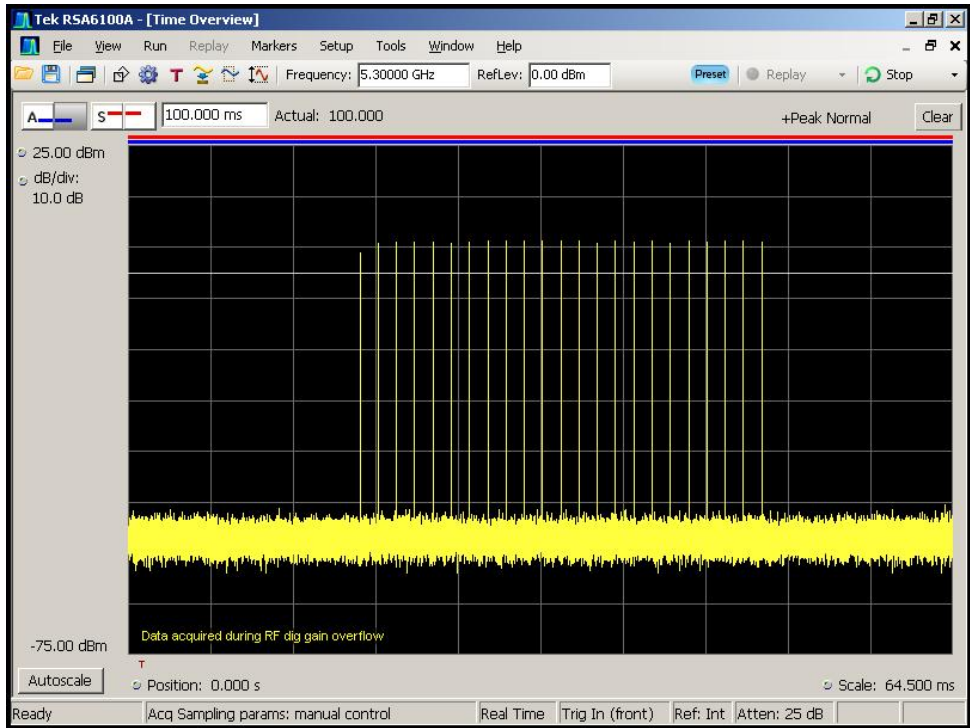 Tek RSA6100A - [Time Overview]
File View Run Replay Markers Setup Tools Window Help
T Frequency: 5.30000 GHz RefLev: 0.00 dBm Preset Replay Stop
A S 100.000 ms Actual: 100.000 +Peak Normal Clear
25.00 dBm
dB/div:
10.0 dB
-75.00 dBm
Data acquired during RF dig gain overflow
T
Autoscale Position: 0.000 s Scale: 64.500 ms
Ready Acq Sampling params: manual control Real Time Trig In (front) Ref: Int Atten: 25 dB